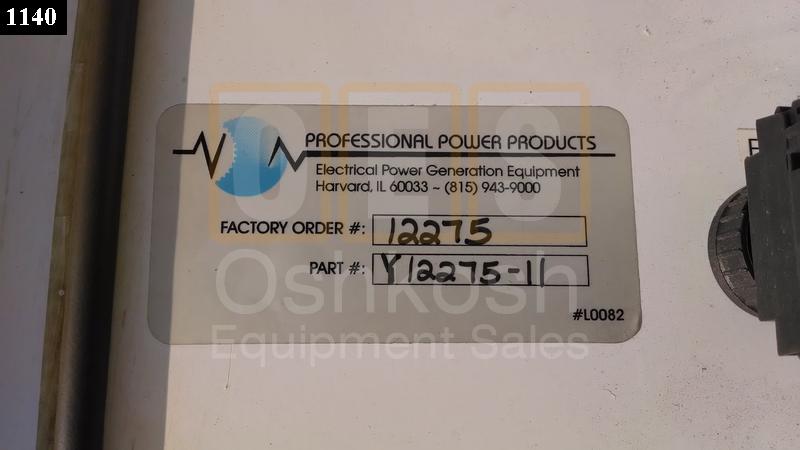 1140
PROFESSIONAL POWER PRODUCTS
Electrical Power Generation Equipment
Harvard, IL 60033 ~ (815) 943-9000
FACTORY ORDER #: 12275
PART #: Y12275-11
#L0082
OES
Oshkosh
Equipment Sales